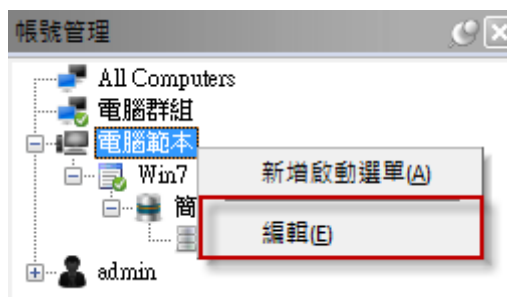 帳號管理
All Computers
電腦群組
電腦範本
Win7
新增啟動選單(A)
簡
編輯(E)
admin